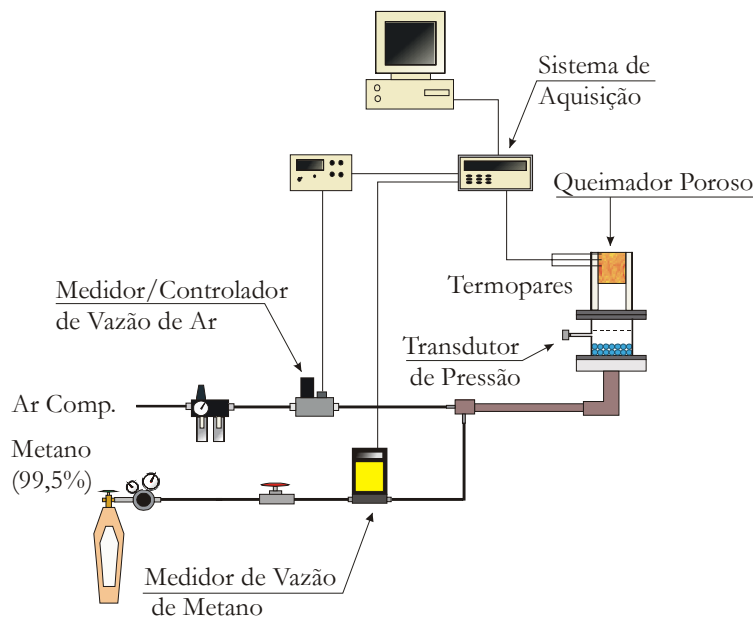 Sistema de
Aquisição
Queimador Poroso
Termopares
Medidor/Controlador
de Vazão de Ar
Transdutor
de Pressão
Ar Comp.
Metano
(99,5%)
Medidor de Vazão
de Metano